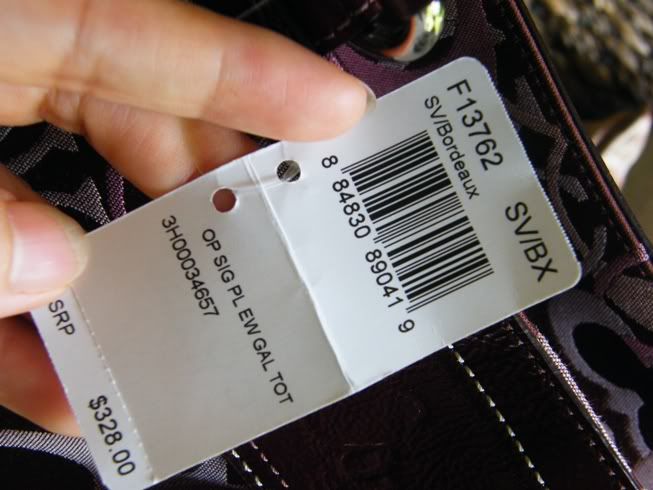 F13762 SV/BX
SV/Bordeaux
8 84830 89041 9
OP SIG PL EW GAL TOT
3H00034657
SRP $328.00